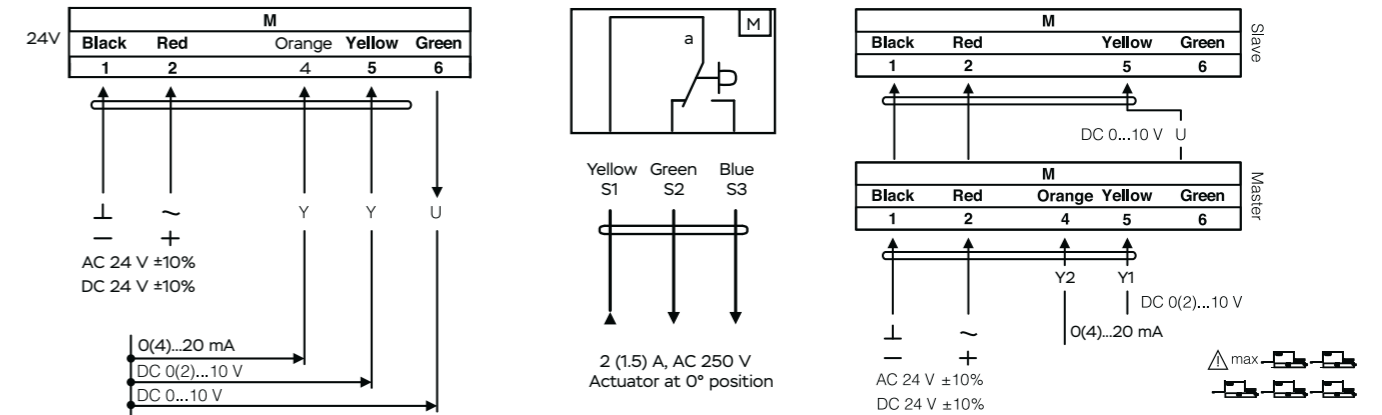 M
24V
Black Red Orange Yellow Green
1 2 4 5 6
⊥ ~ Y Y U
− +
AC 24 V ±10%
DC 24 V ±10%
0(4)...20 mA
DC 0(2)...10 V
DC 0...10 V
M
a
Yellow Green Blue
S1 S2 S3
2 (1.5) A, AC 250 V
Actuator at 0° position
M
Black Red Yellow Green
1 2 5 6
Slave
DC 0...10 V U
M
Black Red Orange Yellow Green
1 2 4 5 6
Master
Y2 Y1
DC 0(2)...10 V
0(4)...20 mA
⊥ ~
− +
AC 24 V ±10%
DC 24 V ±10%
max